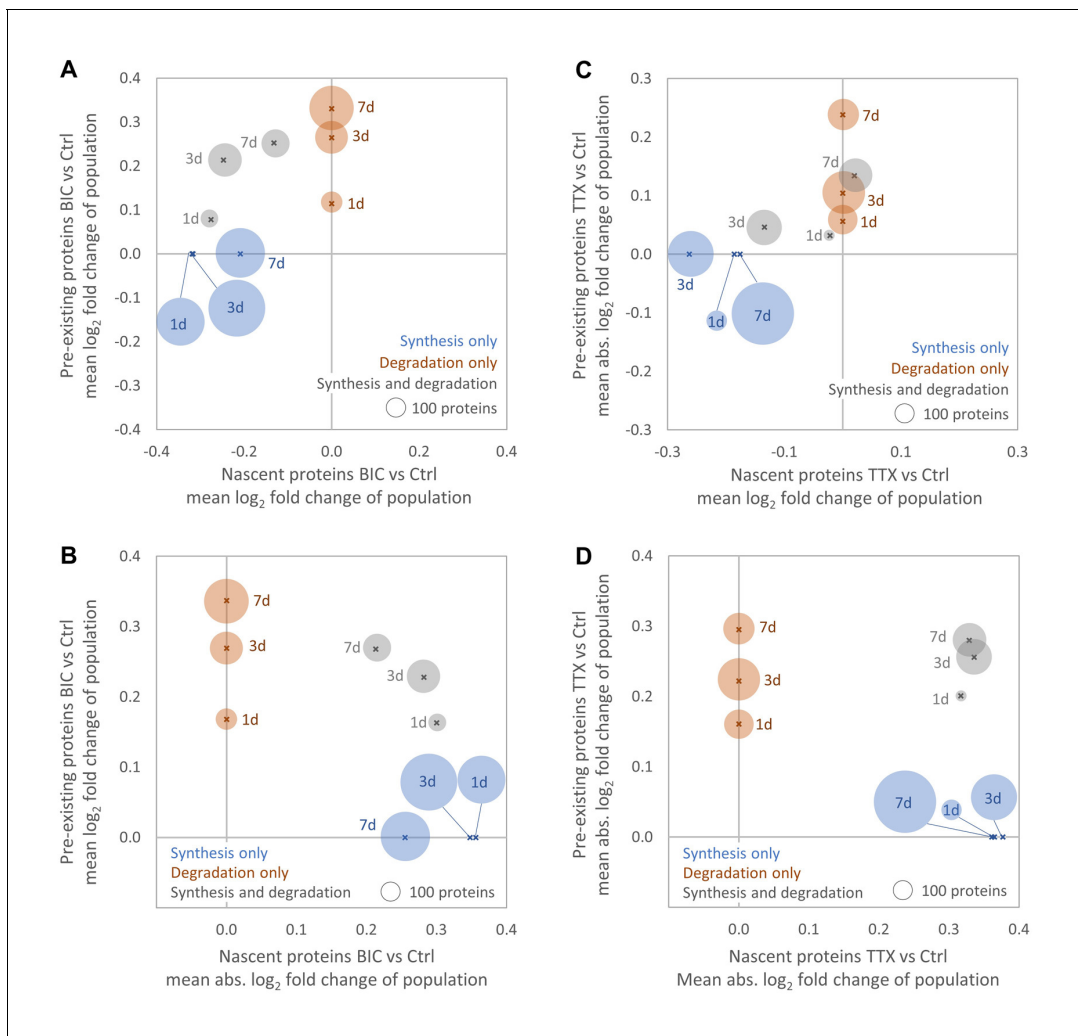 A
Pre-existing proteins BIC vs Ctrl
mean log2 fold change of population
0.4
0.3
0.2
0.1
0.0
-0.1
-0.2
-0.3
-0.4
7d
3d
1d
7d
3d
1d
7d
3d
1d
Synthesis only
Degradation only
Synthesis and degradation
100 proteins
-0.4 -0.2 0.0 0.2 0.4
Nascent proteins BIC vs Ctrl
mean log2 fold change of population
C
Pre-existing proteins TTX vs Ctrl
mean abs. log2 fold change of population
0.3
0.2
0.1
0.0
-0.1
-0.2
-0.3
7d
7d
3d
1d
3d
1d
3d
1d
7d
Synthesis only
Degradation only
Synthesis and degradation
100 proteins
-0.3 -0.1 0.1 0.3
Nascent proteins TTX vs Ctrl
mean log2 fold change of population
B
Pre-existing proteins BIC vs Ctrl
mean log2 fold change of population
0.4
0.3
0.2
0.1
0.0
7d
3d
1d
7d
3d
1d
3d
1d
7d
Synthesis only
Degradation only
Synthesis and degradation
100 proteins
0.0 0.1 0.2 0.3 0.4
Nascent proteins BIC vs Ctrl
mean abs. log2 fold change of population
D
Pre-existing proteins TTX vs Ctrl
mean abs. log2 fold change of population
0.4
0.3
0.2
0.1
0.0
7d
3d
1d
7d
3d
1d
7d
1d
3d
Synthesis only
Degradation only
Synthesis and degradation
100 proteins
0.0 0.1 0.2 0.3 0.4
Nascent proteins TTX vs Ctrl
Mean abs. log2 fold change of population